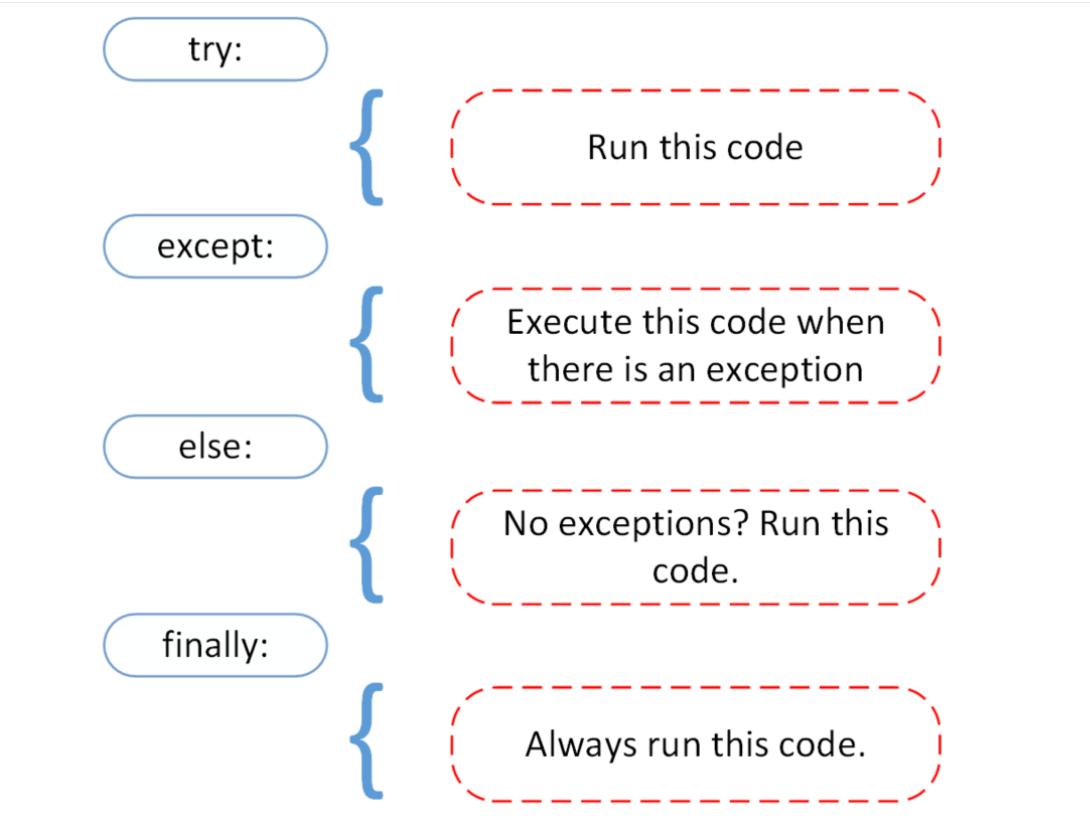 try:
Run this code
except:
Execute this code when
there is an exception
else:
No exceptions? Run this
code.
finally:
Always run this code.